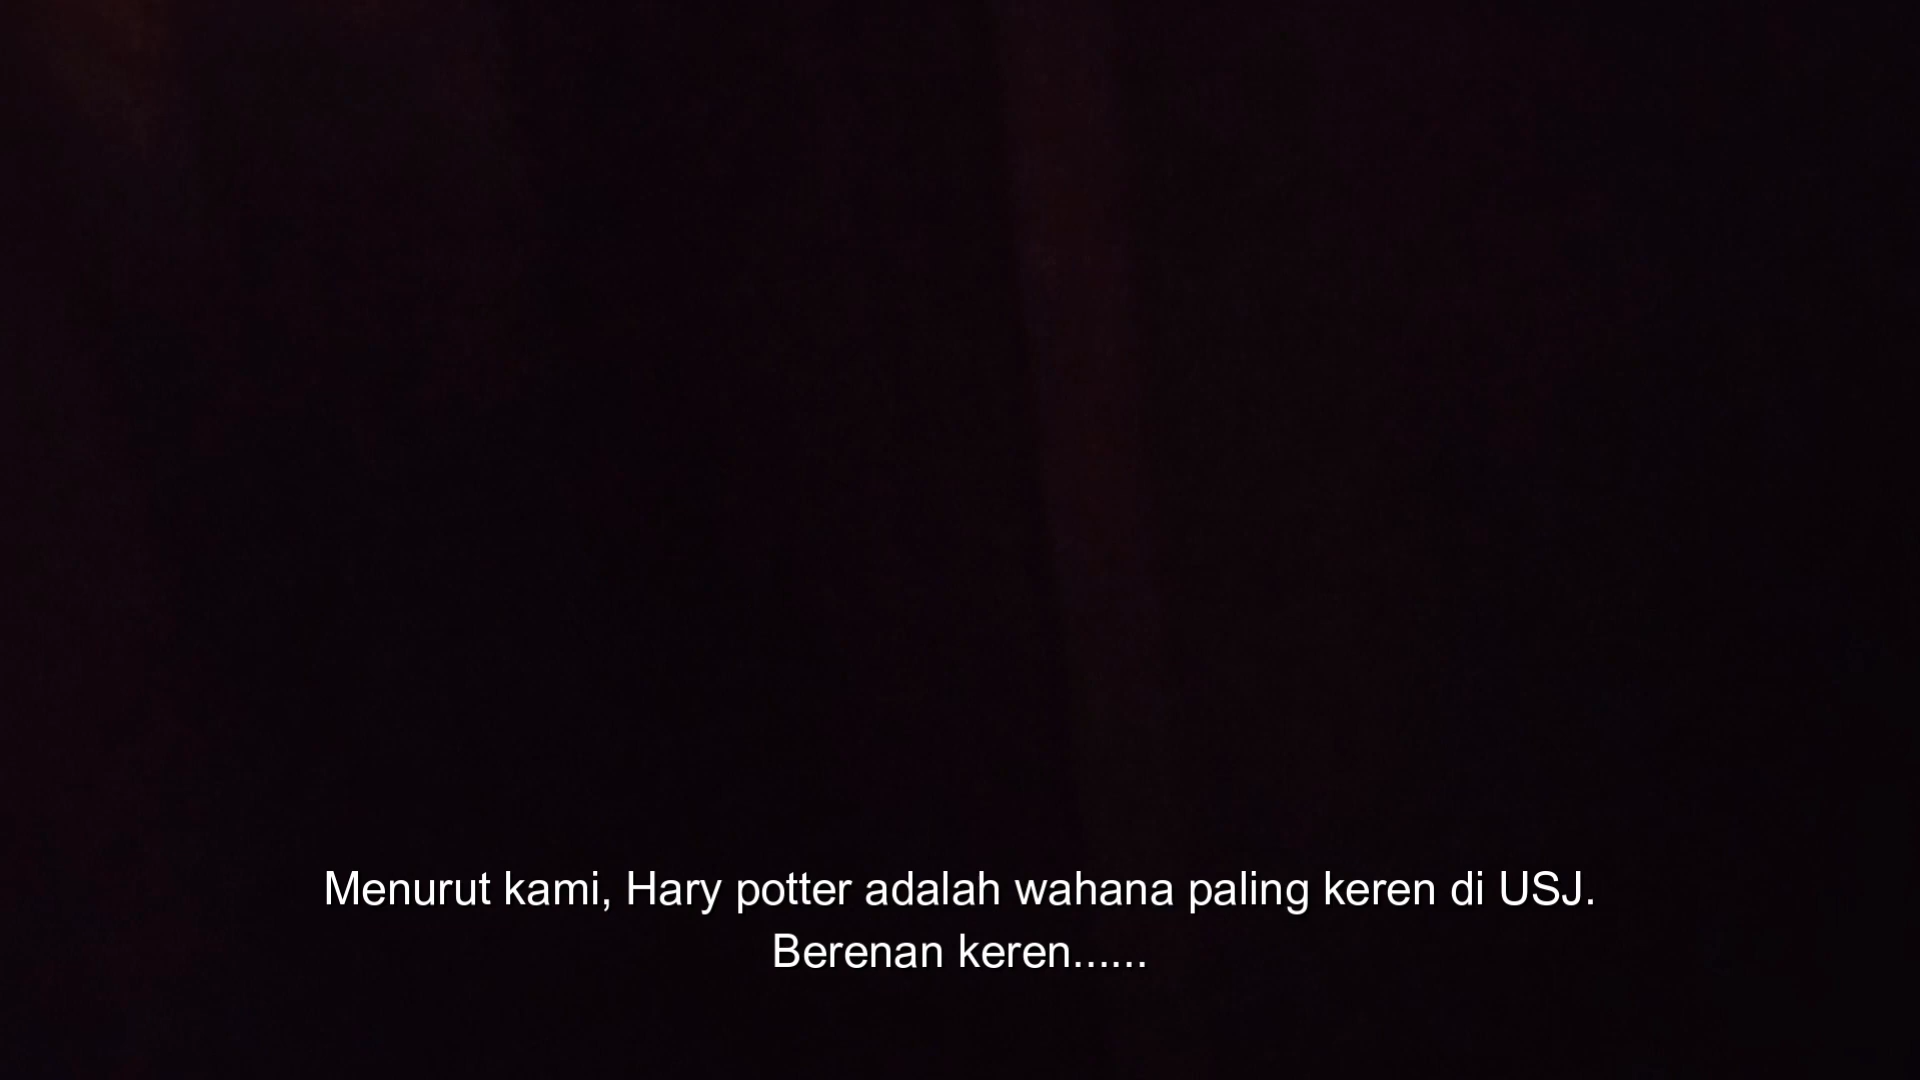 Menurut kami, Hary potter adalah wahana paling keren di USJ.
Berenan keren......